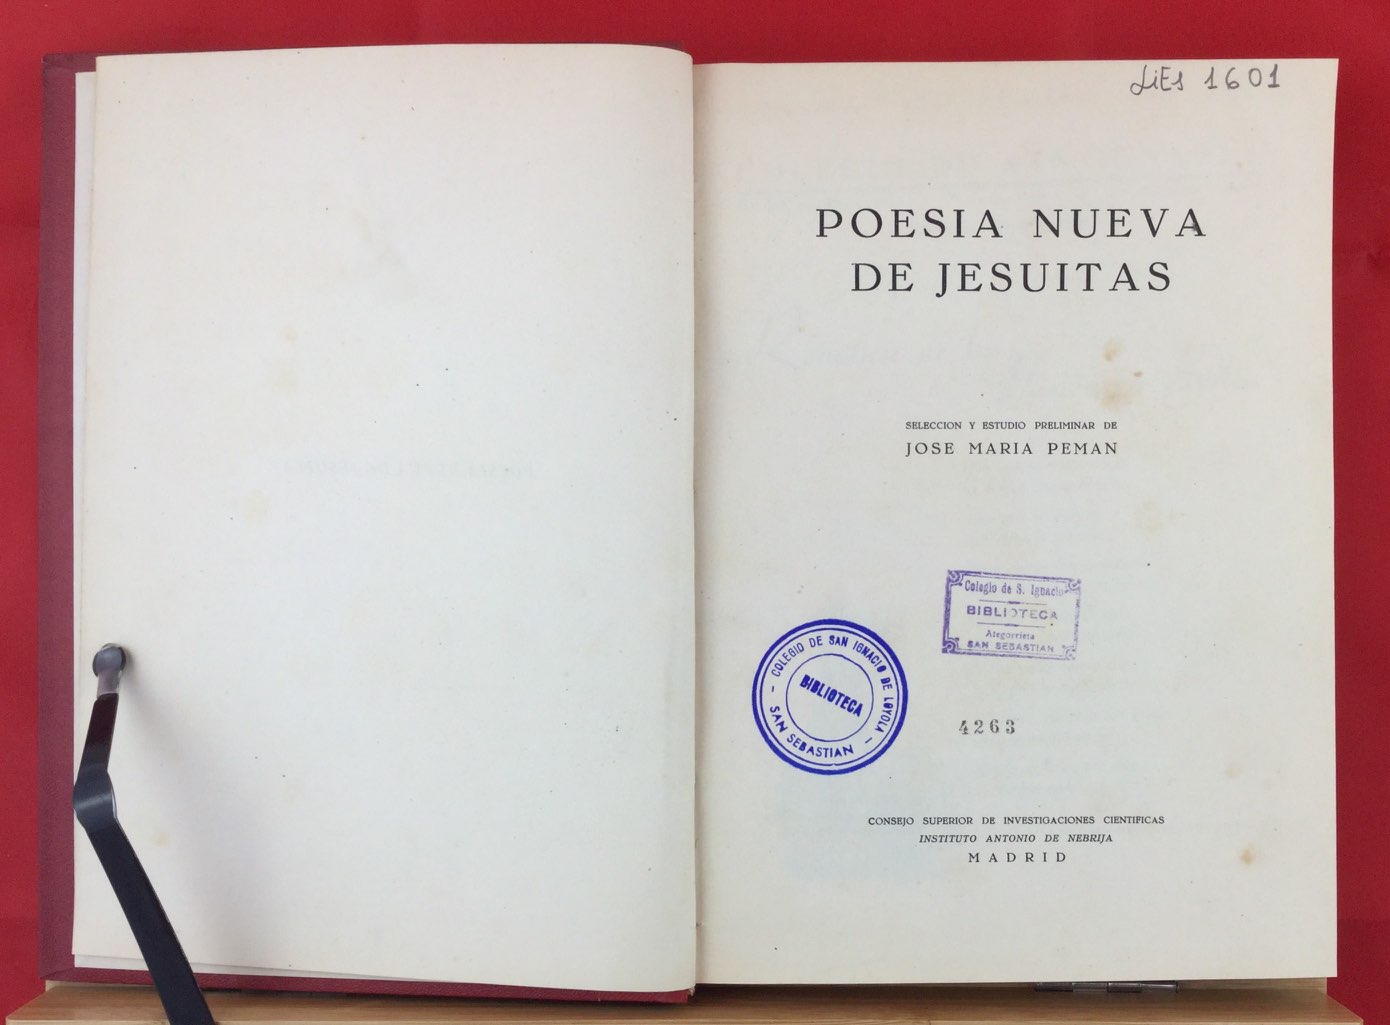 LiEs 1601
POESIA NUEVA
DE JESUITAS
SELECCION Y ESTUDIO PRELIMINAR DE
JOSE MARIA PEMAN
Colegio de S. Ignacio
BIBLIOTECA
Ategorrieta
SAN SEBASTIAN
COLEGIO DE SAN IGNACIO DE LOYOLA
BIBLIOTECA
SAN SEBASTIAN
4263
CONSEJO SUPERIOR DE INVESTIGACIONES CIENTIFICAS
INSTITUTO ANTONIO DE NEBRIJA
MADRID